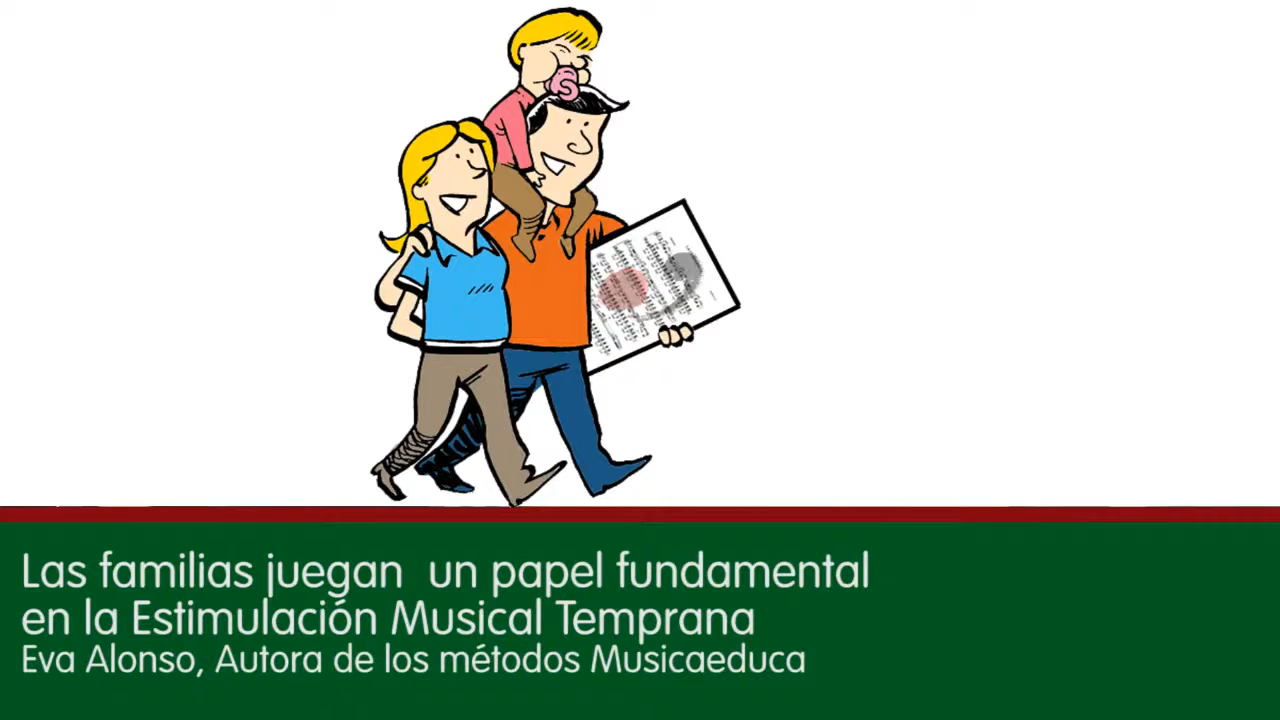 Las familias juegan  un papel fundamental
en la Estimulación Musical Temprana
Eva Alonso, Autora de los métodos Musicaeduca